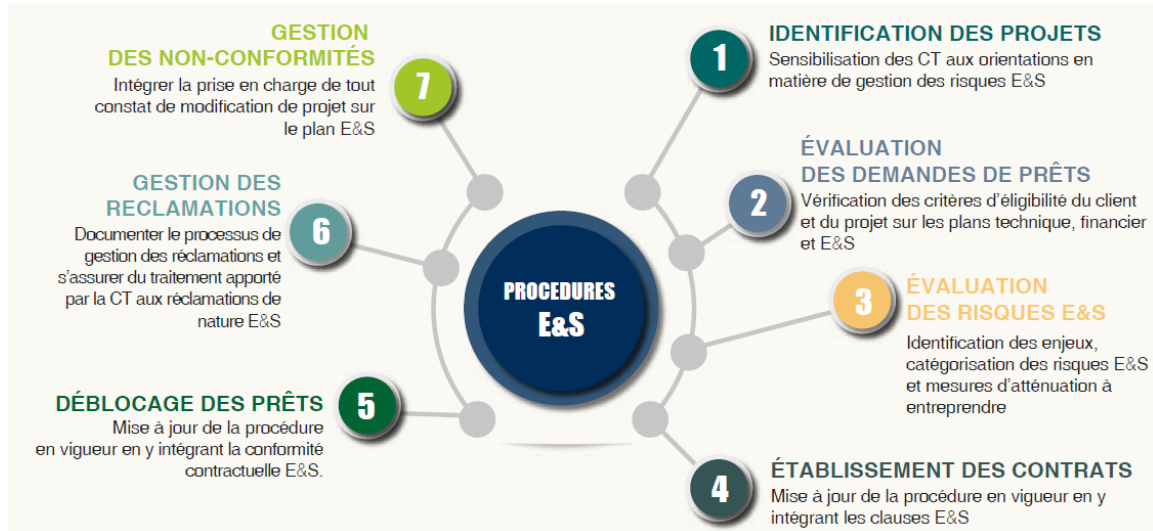 PROCEDURES
E&S
1
IDENTIFICATION DES PROJETS
Sensibilisation des CT aux orientations en
matière de gestion des risques E&S
2
ÉVALUATION
DES DEMANDES DE PRÊTS
Vérification des critères d'éligibilité du client
et du projet sur les plans technique, financier
et E&S
3
ÉVALUATION
DES RISQUES E&S
Identification des enjeux,
catégorisation des risques E&S
et mesures d'atténuation à
entreprendre
4
ÉTABLISSEMENT DES CONTRATS
Mise à jour de la procédure en vigueur en y
intégrant les clauses E&S
5
DÉBLOCAGE DES PRÊTS
Mise à jour de la procédure
en vigueur en y intégrant la conformité
contractuelle E&S.
6
GESTION DES
RECLAMATIONS
Documenter le processus de
gestion des réclamations et
s'assurer du traitement apporté
par la CT aux réclamations de
nature E&S
7
GESTION
DES NON-CONFORMITÉS
Intégrer la prise en charge de tout
constat de modification de projet sur
le plan E&S